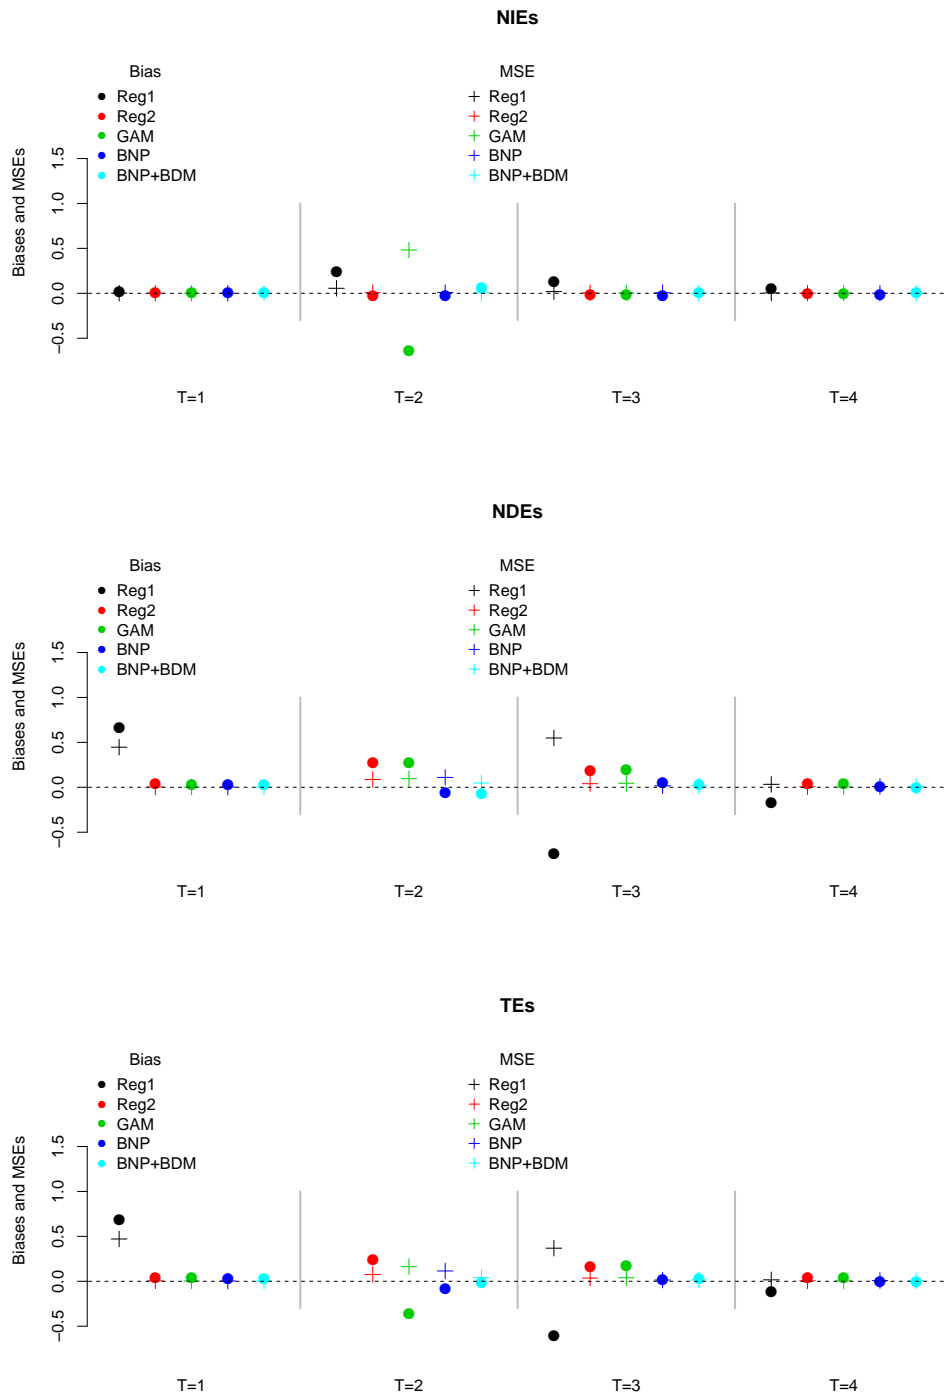 NIEs
Bias MSE
Reg1 Reg1
Reg2 Reg2
GAM GAM
BNP BNP
BNP+BDM BNP+BDM
Biases and MSEs
1.5
1.0
0.5
0.0
−0.5
T=1 T=2 T=3 T=4
NDEs
Bias MSE
Reg1 Reg1
Reg2 Reg2
GAM GAM
BNP BNP
BNP+BDM BNP+BDM
Biases and MSEs
1.5
1.0
0.5
0.0
−0.5
T=1 T=2 T=3 T=4
TEs
Bias MSE
Reg1 Reg1
Reg2 Reg2
GAM GAM
BNP BNP
BNP+BDM BNP+BDM
Biases and MSEs
1.5
1.0
0.5
0.0
−0.5
T=1 T=2 T=3 T=4